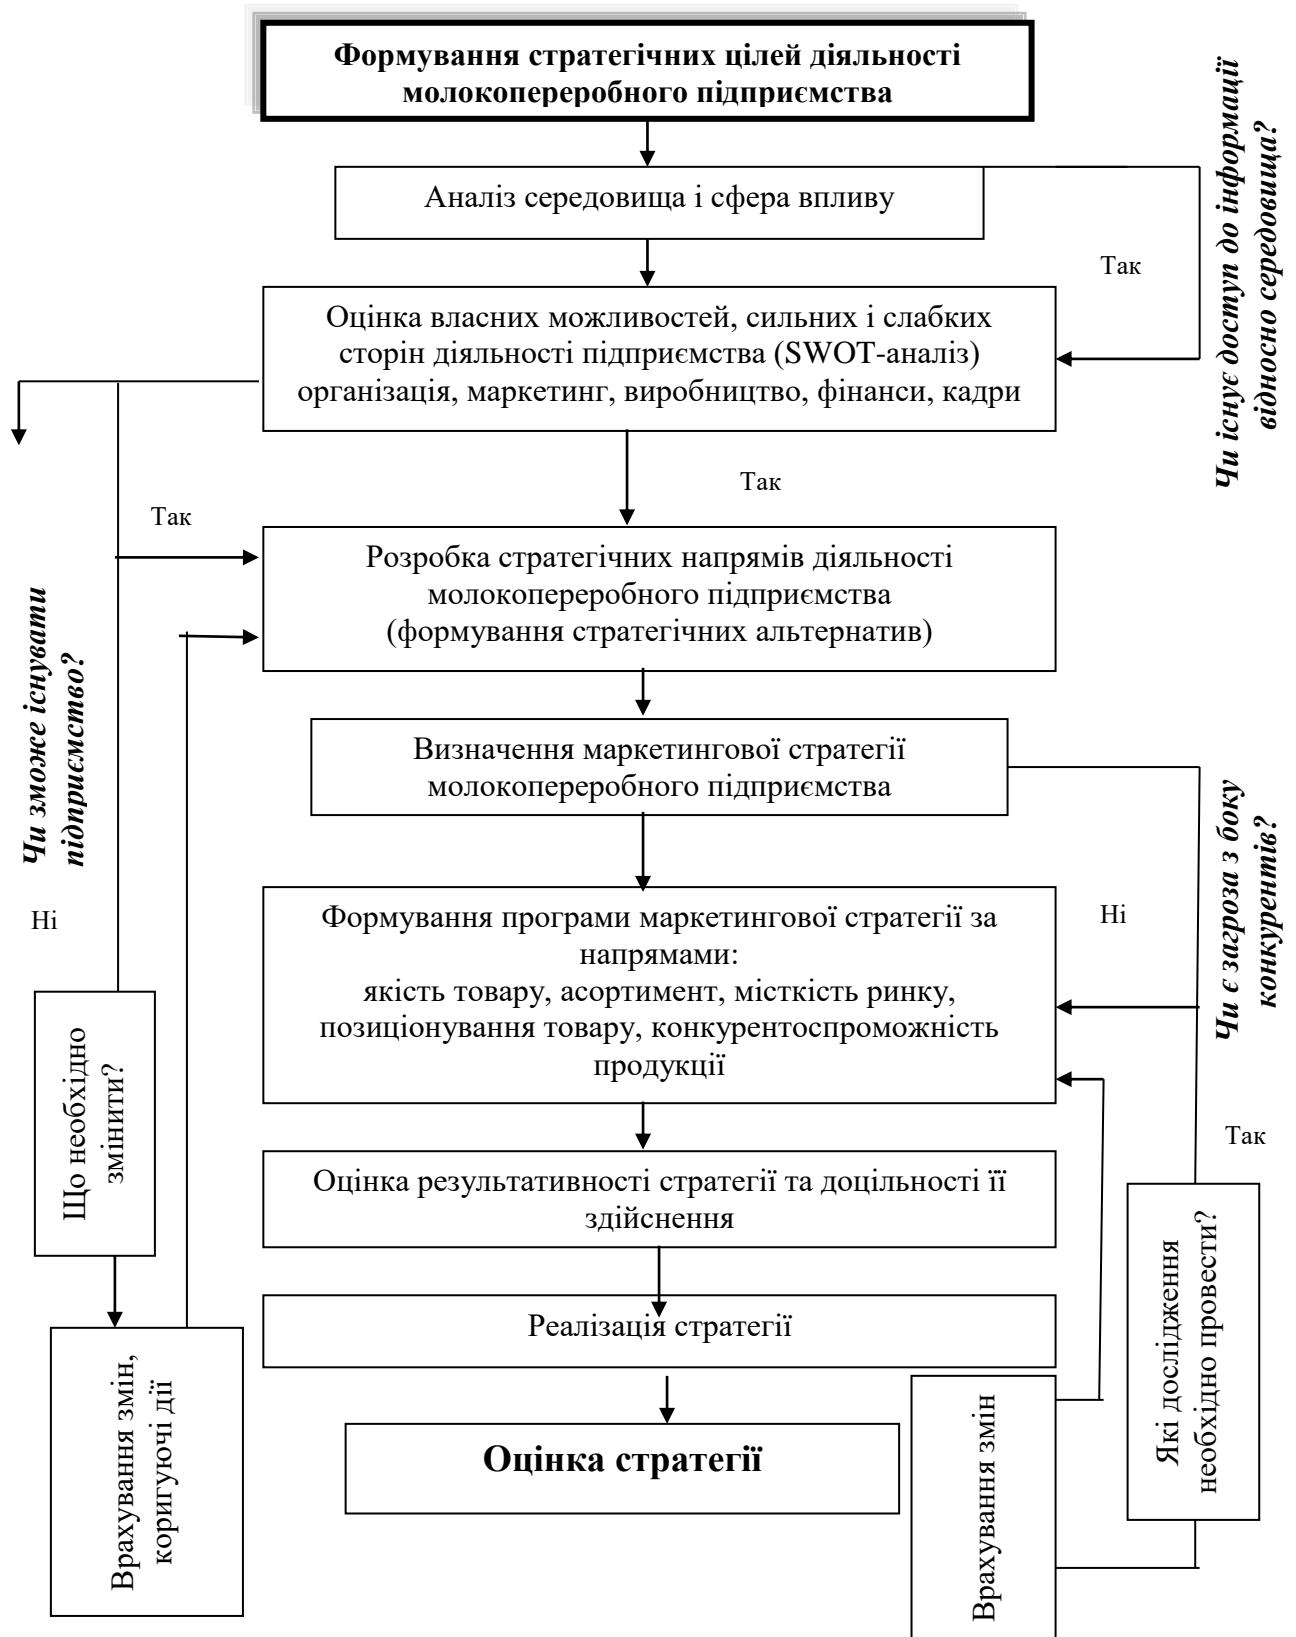 Формування стратегічних цілей діяльності
молокопереробного підприємства
Аналіз середовища і сфера впливу
Чи існує доступ до інформації
відносно середовища?
Так
Оцінка власних можливостей, сильних і слабких
сторін діяльності підприємства (SWOT-аналіз)
організація, маркетинг, виробництво, фінанси, кадри
Так
Так
Розробка стратегічних напрямів діяльності
молокопереробного підприємства
(формування стратегічних альтернатив)
Чи зможе існувати
підприємство?
Визначення маркетингової стратегії
молокопереробного підприємства
Чи є загроза з боку
конкурентів?
Ні
Ні
Формування програми маркетингової стратегії за
напрямами:
якість товару, асортимент, місткість ринку,
позиціонування товару, конкурентоспроможність
продукції
Що необхідно
змінити?
Так
Оцінка результативності стратегії та доцільності її
здійснення
Які дослідження
необхідно провести?
Реалізація стратегії
Врахування змін,
коригуючі дії
Оцінка стратегії
Врахування змін